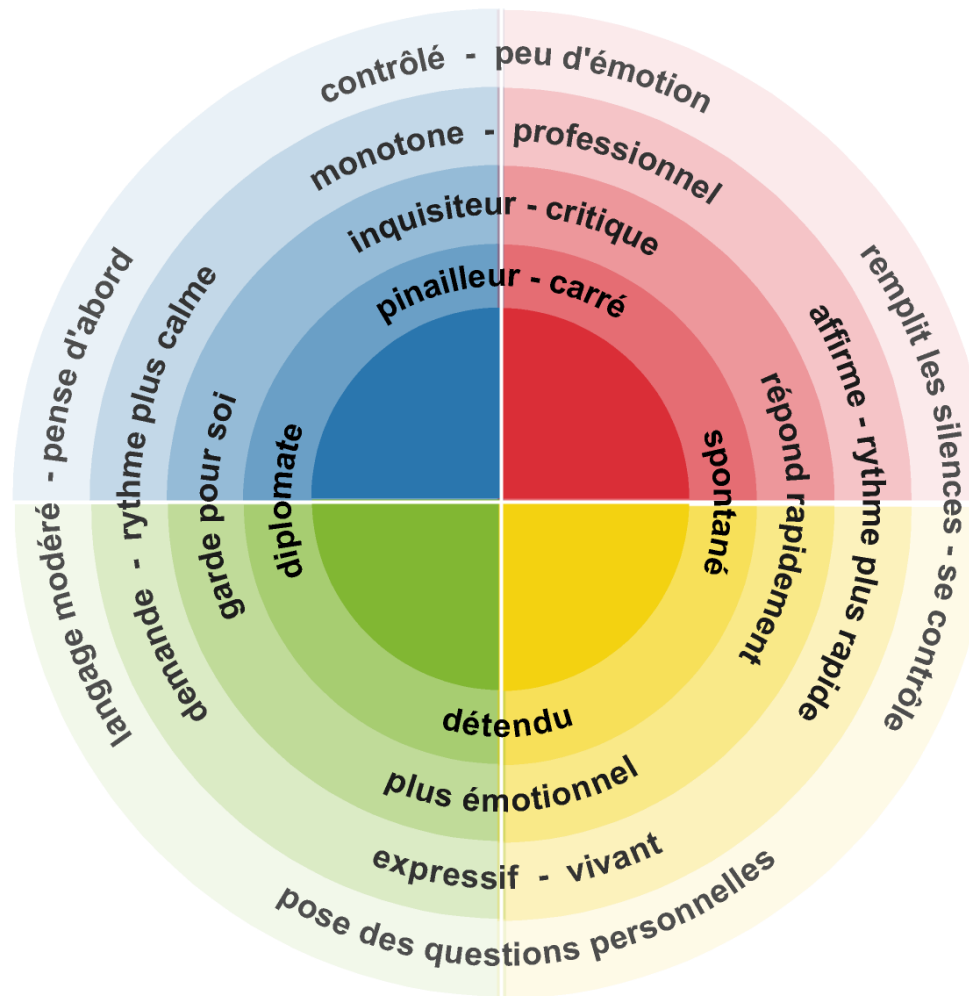 contrôlé - peu d'émotion
monotone - professionnel
inquisiteur - critique
pinailleur - carré
langage modéré - pense d'abord
demande - rythme plus calme
garde pour soi
diplomate
spontané
répond rapidement
affirme - rythme plus rapide
remplit les silences - se contrôle
détendu
plus émotionnel
expressif - vivant
pose des questions personnelles